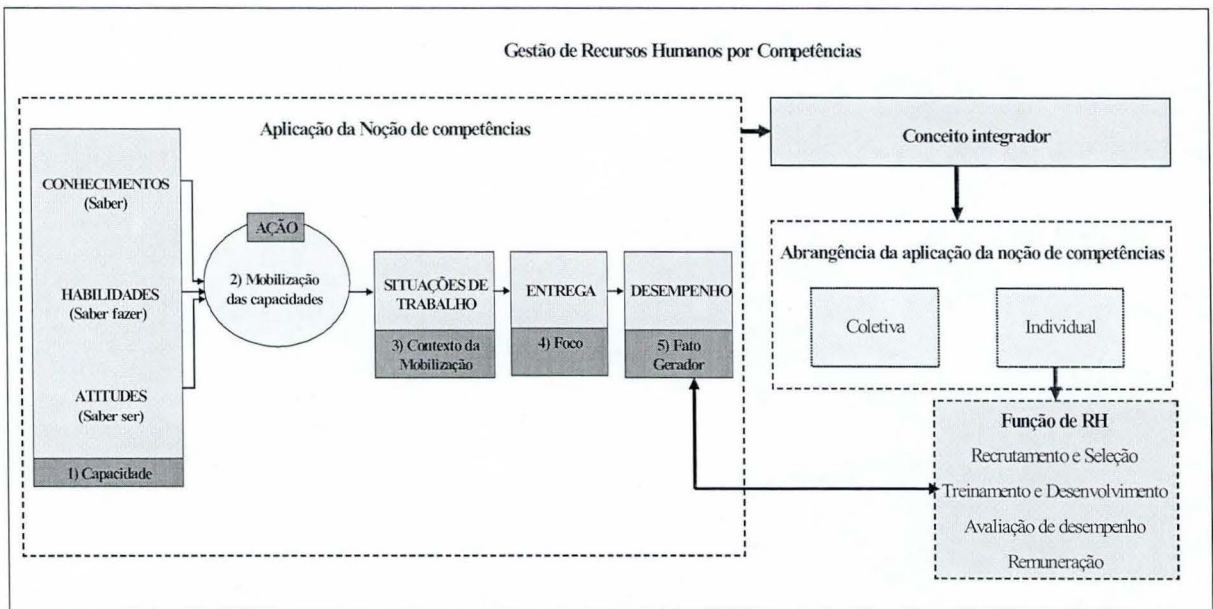 Gestão de Recursos Humanos por Competências
Aplicação da Noção de competências
CONHECIMENTOS
(Saber)
HABILIDADES
(Saber fazer)
ATITUDES
(Saber ser)
1) Capacidade
AÇÃO
2) Mobilização
das capacidades
SITUAÇÕES DE
TRABALHO
3) Contexto da
Mobilização
ENTREGA
4) Foco
DESEMPENHO
5) Fato
Gerador
Conceito integrador
Abrangência da aplicação da noção de competências
Coletiva
Individual
Função de RH
Recrutamento e Seleção
Treinamento e Desenvolvimento
Avaliação de desempenho
Remuneração